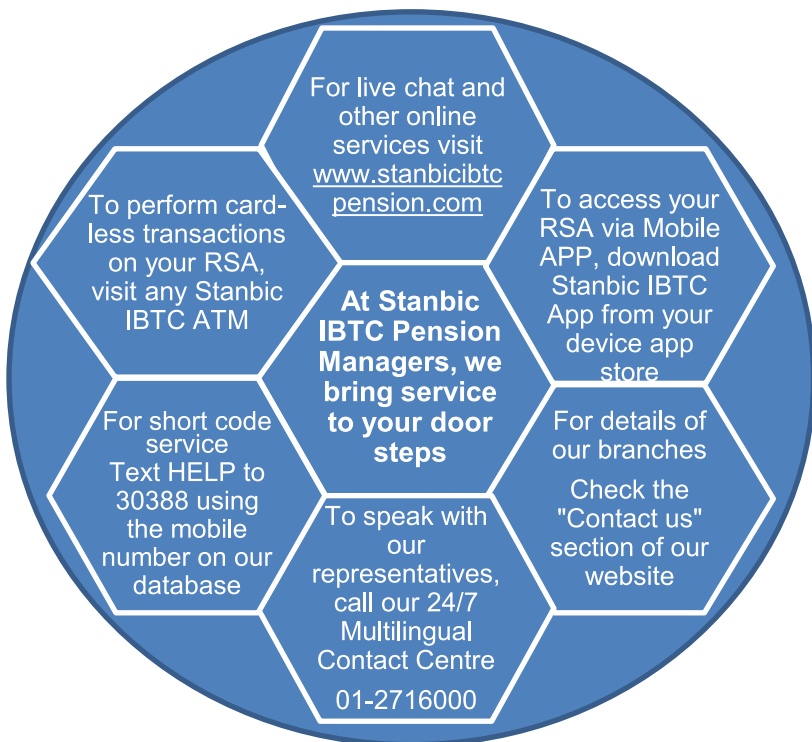 For live chat and
other online
services visit
www.stanbicibtc
pension.com
To perform card-
less transactions
on your RSA,
visit any Stanbic
IBTC ATM
To access your
RSA via Mobile
APP, download
Stanbic IBTC
App from your
device app
store
At Stanbic
IBTC Pension
Managers, we
bring service
to your door
steps
For short code
service
Text HELP to
30388 using
the mobile
number on our
database
For details of
our branches
Check the
"Contact us"
section of our
website
To speak with
our
representatives,
call our 24/7
Multilingual
Contact Centre
01-2716000